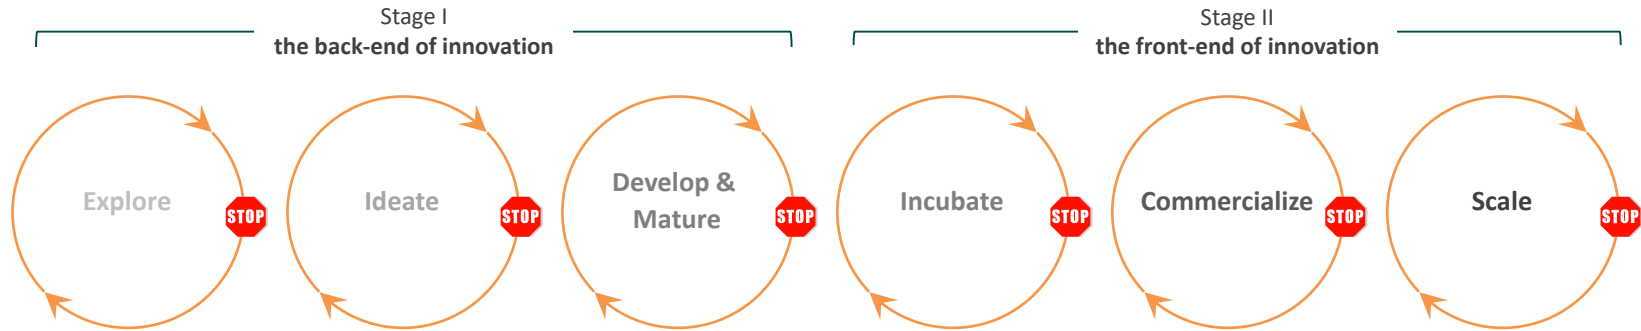 Stage I
the back-end of innovation
Stage II
the front-end of innovation
Explore
STOP
Ideate
STOP
Develop &
Mature
STOP
Incubate
STOP
Commercialize
STOP
Scale
STOP